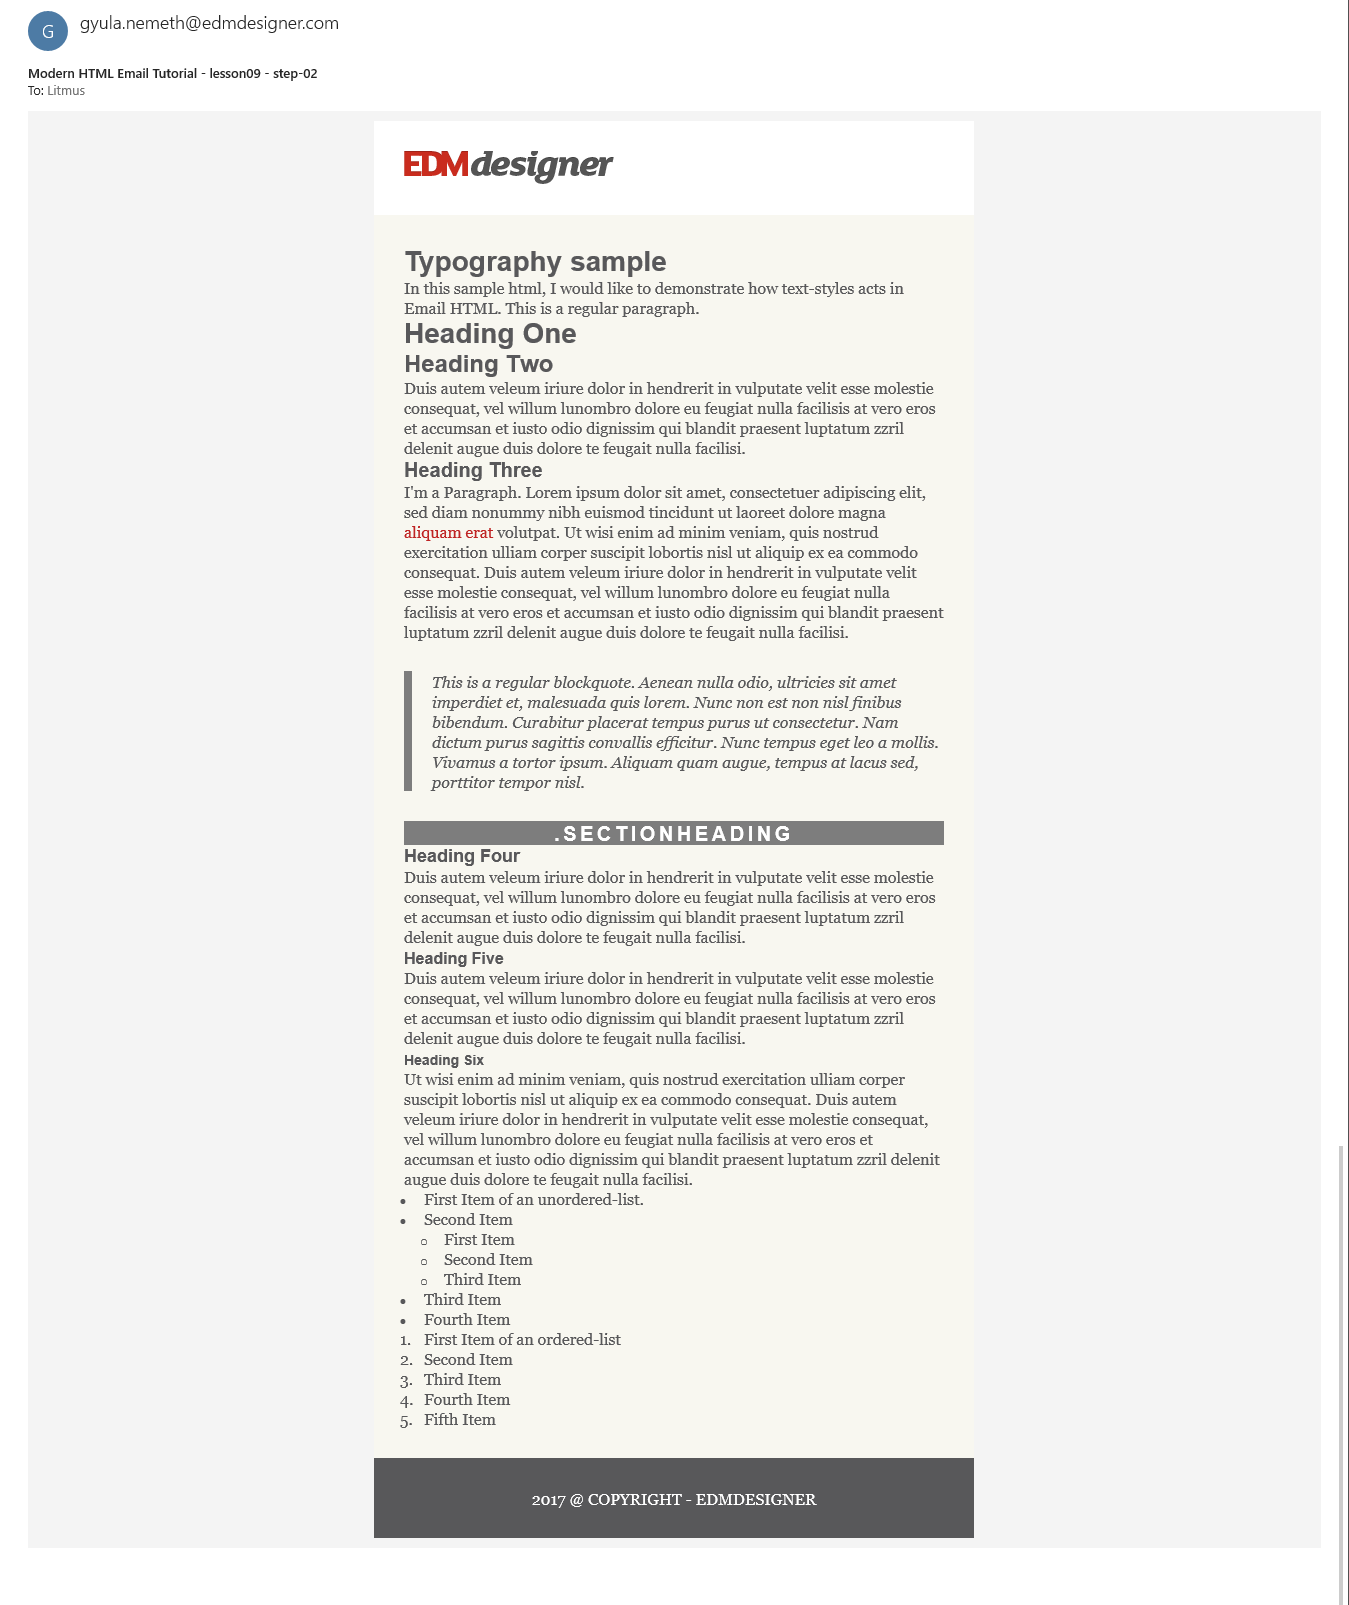 G
gyula.nemeth@edmdesigner.com
Modern HTML Email Tutorial - lesson09 - step-02
To: Litmus
EDMdesigner
Typography sample
In this sample html, I would like to demonstrate how text-styles acts in
Email HTML. This is a regular paragraph.
Heading One
Heading Two
Duis autem veleum iriure dolor in hendrerit in vulputate velit esse molestie
consequat, vel willum lunombro dolore eu feugiat nulla facilisis at vero eros
et accumsan et iusto odio dignissim qui blandit praesent luptatum zzril
delenit augue duis dolore te feugait nulla facilisi.
Heading Three
I'm a Paragraph. Lorem ipsum dolor sit amet, consectetuer adipiscing elit,
sed diam nonummy nibh euismod tincidunt ut laoreet dolore magna
aliquam erat volutpat. Ut wisi enim ad minim veniam, quis nostrud
exercitation ulliam corper suscipit lobortis nisl ut aliquip ex ea commodo
consequat. Duis autem veleum iriure dolor in hendrerit in vulputate velit
esse molestie consequat, vel willum lunombro dolore eu feugiat nulla
facilisis at vero eros et accumsan et iusto odio dignissim qui blandit praesent
luptatum zzril delenit augue duis dolore te feugait nulla facilisi.
This is a regular blockquote. Aenean nulla odio, ultricies sit amet
imperdiet et, malesuada quis lorem. Nunc non est non nisl finibus
bibendum. Curabitur placerat tempus purus ut consectetur. Nam
dictum purus sagittis convallis efficitur. Nunc tempus eget leo a mollis.
Vivamus a tortor ipsum. Aliquam quam augue, tempus at lacus sed,
porttitor tempor nisl.
.SECTIONHEADING
Heading Four
Duis autem veleum iriure dolor in hendrerit in vulputate velit esse molestie
consequat, vel willum lunombro dolore eu feugiat nulla facilisis at vero eros
et accumsan et iusto odio dignissim qui blandit praesent luptatum zzril
delenit augue duis dolore te feugait nulla facilisi.
Heading Five
Duis autem veleum iriure dolor in hendrerit in vulputate velit esse molestie
consequat, vel willum lunombro dolore eu feugiat nulla facilisis at vero eros
et accumsan et iusto odio dignissim qui blandit praesent luptatum zzril
delenit augue duis dolore te feugait nulla facilisi.
Heading Six
Ut wisi enim ad minim veniam, quis nostrud exercitation ulliam corper
suscipit lobortis nisl ut aliquip ex ea commodo consequat. Duis autem
veleum iriure dolor in hendrerit in vulputate velit esse molestie consequat,
vel willum lunombro dolore eu feugiat nulla facilisis at vero eros et
accumsan et iusto odio dignissim qui blandit praesent luptatum zzril delenit
augue duis dolore te feugait nulla facilisi.
• First Item of an unordered-list.
• Second Item
o First Item
o Second Item
o Third Item
• Third Item
• Fourth Item
1. First Item of an ordered-list
2. Second Item
3. Third Item
4. Fourth Item
5. Fifth Item
2017 @ COPYRIGHT - EDMDESIGNER